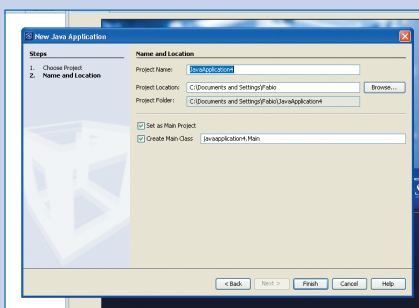 New Java Application
Steps
1. Choose Project
2. Name and Location
Name and Location
Project Name: JavaApplication4
Project Location: C:\Documents and Settings\Fabio Browse...
Project Folder: C:\Documents and Settings\Fabio\JavaApplication4
Set as Main Project
Create Main Class javaapplication4.Main
< Back Next > Finish Cancel Help